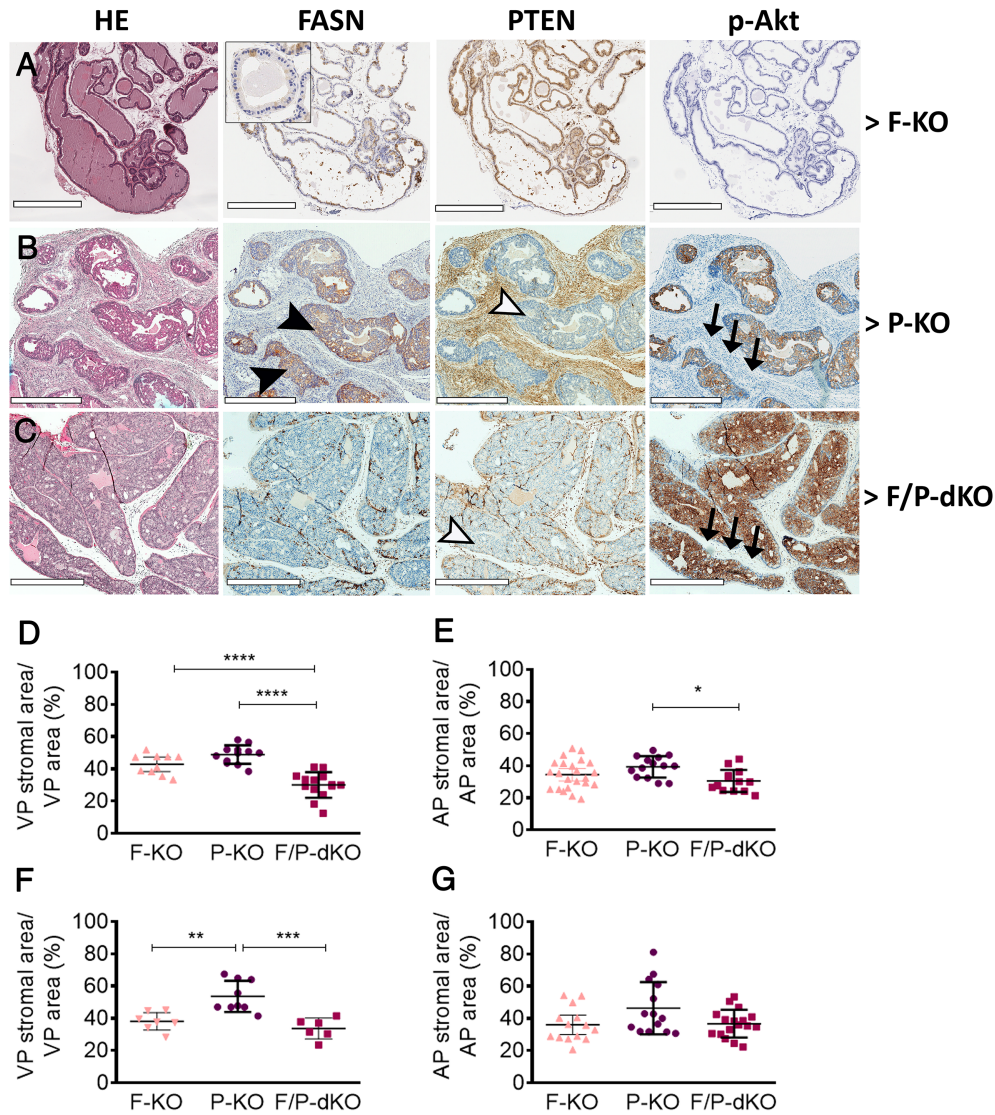 HE FASN PTEN p-Akt
A > F-KO
B > P-KO
C > F/P-dKO
D
VP stromal area/
VP area (%)
100
80
60
40
20
0
****
****
F-KO P-KO F/P-dKO
E
AP stromal area/
AP area (%)
100
80
60
40
20
0
*
F-KO P-KO F/P-dKO
F
VP stromal area/
VP area (%)
100
80
60
40
20
0
** ***
F-KO P-KO F/P-dKO
G
AP stromal area/
AP area (%)
100
80
60
40
20
0
F-KO P-KO F/P-dKO